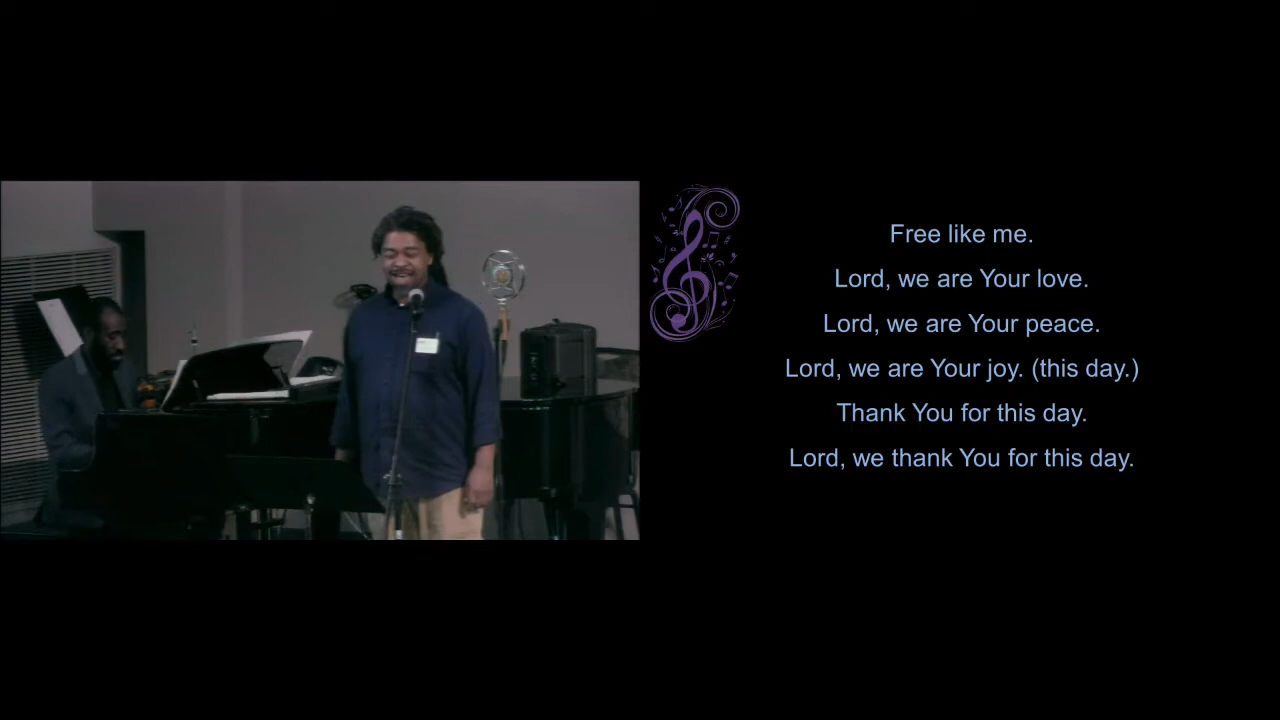 Free like me.
Lord, we are Your love.
Lord, we are Your peace.
Lord, we are Your joy. (this day.)
Thank You for this day.
Lord, we thank You for this day.